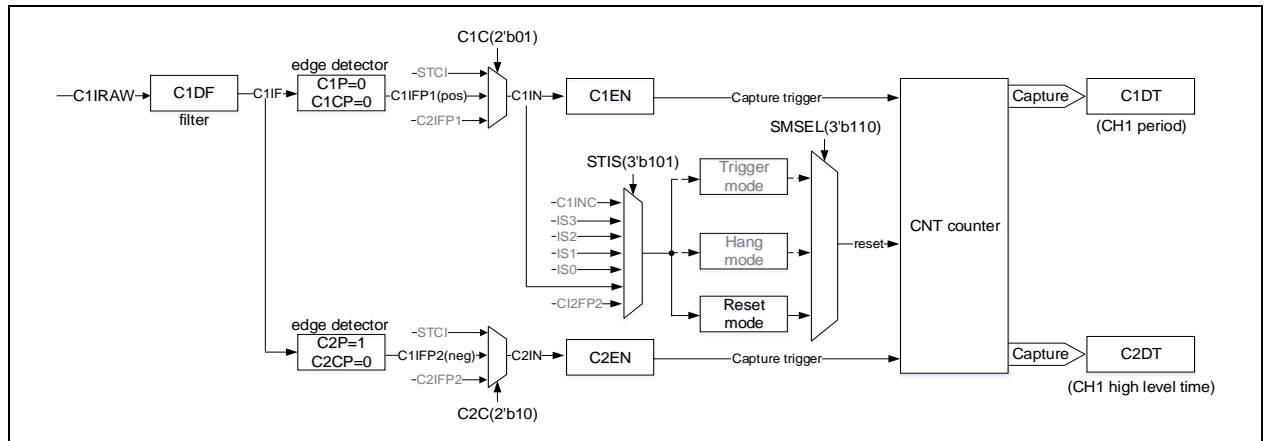 C1C(2'b01)
edge detector
STCI
C1IRAW
C1DF
C1IF
C1P=0
C1CP=0
C1IFP1(pos)
C1IN
C1EN
Capture trigger
Capture
C1DT
filter
C2IFP1
(CH1 period)
SMSEL(3'b110)
STIS(3'b101)
Trigger
mode
C1INC
IS3
IS2
IS1
IS0
CI2FP2
Hang
mode
reset
CNT counter
Reset
mode
edge detector
C2P=1
C2CP=0
STCI
C1IFP2(neg)
C2IFP2
C2IN
C2EN
Capture trigger
Capture
C2DT
(CH1 high level time)
C2C(2'b10)